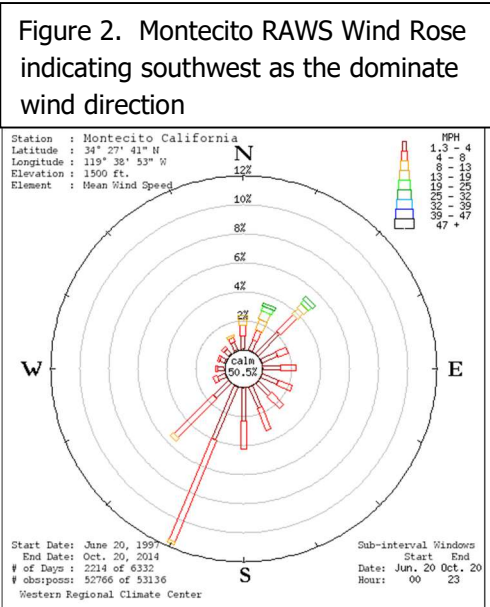 Figure 2.  Montecito RAWS Wind Rose
indicating southwest as the dominate
wind direction
Station : Montecito California
Latitude : 34° 27' 41" N
Longitude : 119° 38' 53" W
Elevation : 1500 ft.
Element : Mean Wind Speed
MPH
1.3 - 4
4 - 8
8 - 13
13 - 19
19 - 25
25 - 32
32 - 39
39 - 47
47 +
N
12%
10%
8%
6%
4%
2%
calm
50.5%
W
E
S
Start Date: June 20, 1997
End Date: Oct. 20, 2014
# of Days : 2214 of 6332
# obs:poss: 52766 of 53136
Western Regional Climate Center
Sub-interval Windows
Start End
Date: Jun. 20 Oct. 20
Hour: 00 23